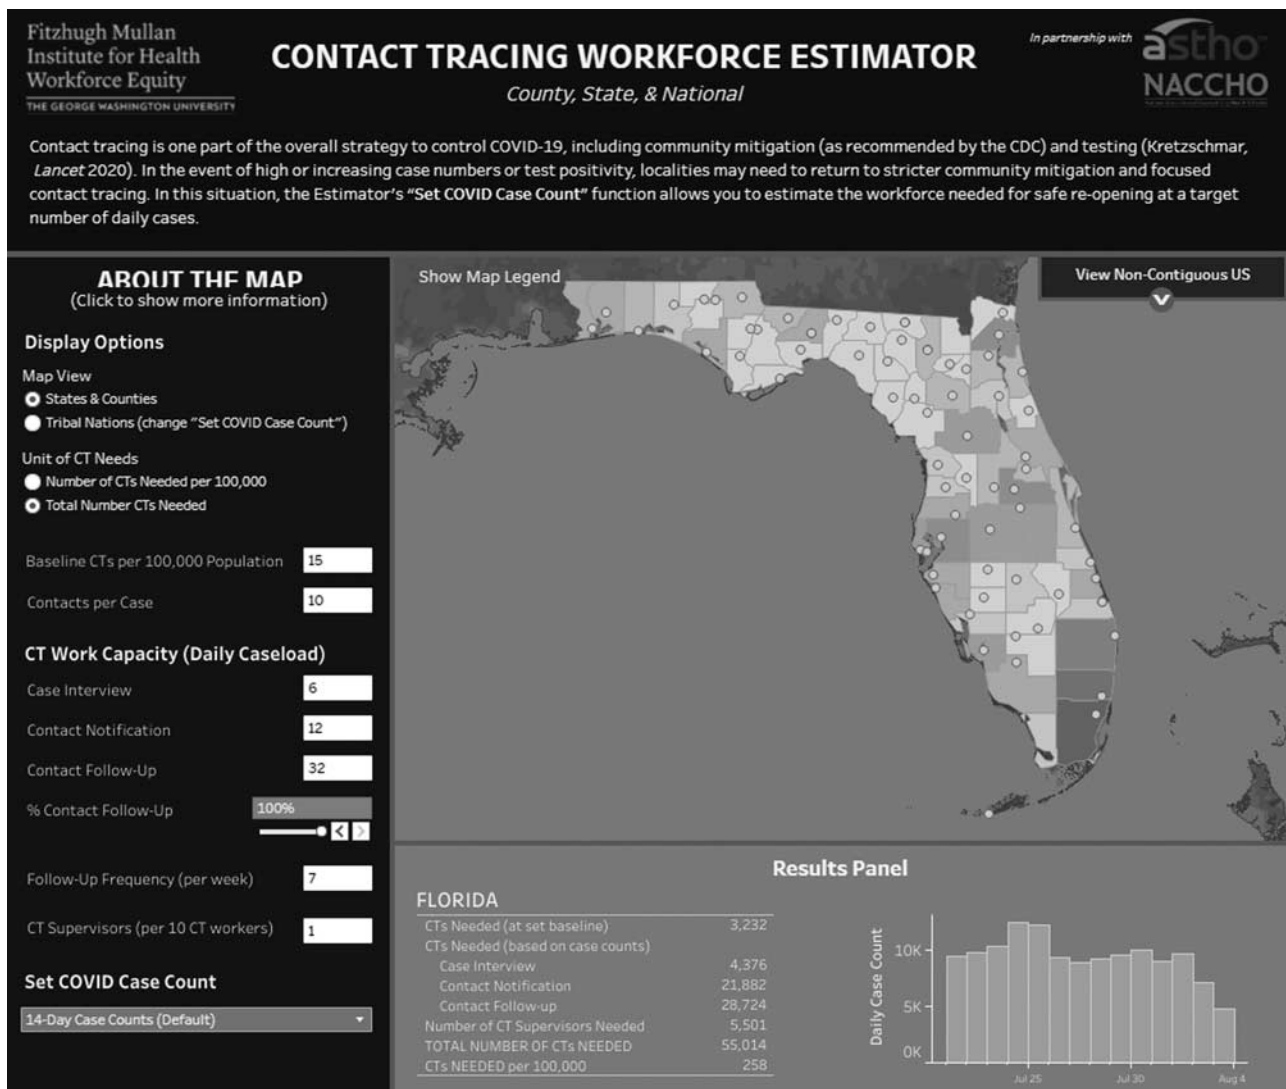 Fitzhugh Mullan
Institute for Health
Workforce Equity
THE GEORGE WASHINGTON UNIVERSITY
CONTACT TRACING WORKFORCE ESTIMATOR
County, State, & National
In partnership with
astho
NACCHO
Contact tracing is one part of the overall strategy to control COVID-19, including community mitigation (as recommended by the CDC) and testing (Kretzschmar,
Lancet 2020). In the event of high or increasing case numbers or test positivity, localities may need to return to stricter community mitigation and focused
contact tracing. In this situation, the Estimator's "Set COVID Case Count" function allows you to estimate the workforce needed for safe re-opening at a target
number of daily cases.
ABOUT THE MAP
(Click to show more information)
Display Options
Map View
States & Counties
Tribal Nations (change "Set COVID Case Count")
Unit of CT Needs
Number of CTs Needed per 100,000
Total Number CTs Needed
Baseline CTs per 100,000 Population 15
Contacts per Case 10
CT Work Capacity (Daily Caseload)
Case Interview 6
Contact Notification 12
Contact Follow-Up 32
% Contact Follow-Up 100%
Follow-Up Frequency (per week) 7
CT Supervisors (per 10 CT workers) 1
Set COVID Case Count
14-Day Case Counts (Default)
Show Map Legend
View Non-Contiguous US
Results Panel
FLORIDA
CTs Needed (at set baseline) 3,232
CTs Needed (based on case counts)
Case Interview 4,376
Contact Notification 21,882
Contact Follow-up 28,724
Number of CT Supervisors Needed 5,501
TOTAL NUMBER OF CTs NEEDED 55,014
CTs NEEDED per 100,000 258
Daily Case Count
10K
5K
0K
Jul 25 Jul 30 Aug 4